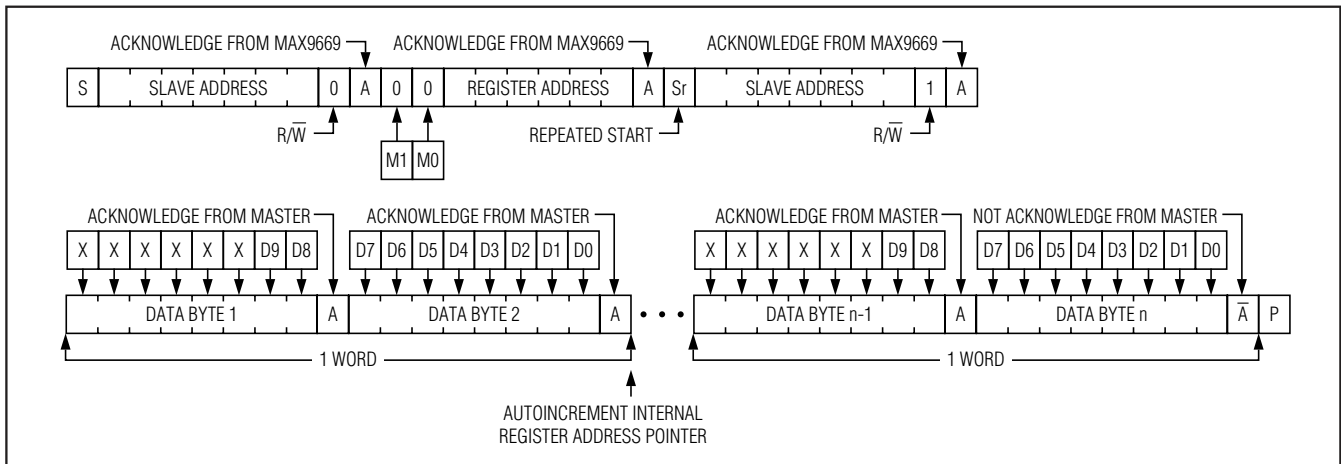 ACKNOWLEDGE FROM MAX9669 ACKNOWLEDGE FROM MAX9669 ACKNOWLEDGE FROM MAX9669
S SLAVE ADDRESS 0 A 0 0 REGISTER ADDRESS A Sr SLAVE ADDRESS 1 A
R/W̅ REPEATED START R/W̅
M1 M0
ACKNOWLEDGE FROM MASTER ACKNOWLEDGE FROM MASTER ACKNOWLEDGE FROM MASTER NOT ACKNOWLEDGE FROM MASTER
X X X X X X D9 D8 D7 D6 D5 D4 D3 D2 D1 D0 X X X X X X D9 D8 D7 D6 D5 D4 D3 D2 D1 D0
DATA BYTE 1 A DATA BYTE 2 A • • • DATA BYTE n-1 A DATA BYTE n A̅ P
1 WORD 1 WORD
AUTOINCREMENT INTERNAL
REGISTER ADDRESS POINTER